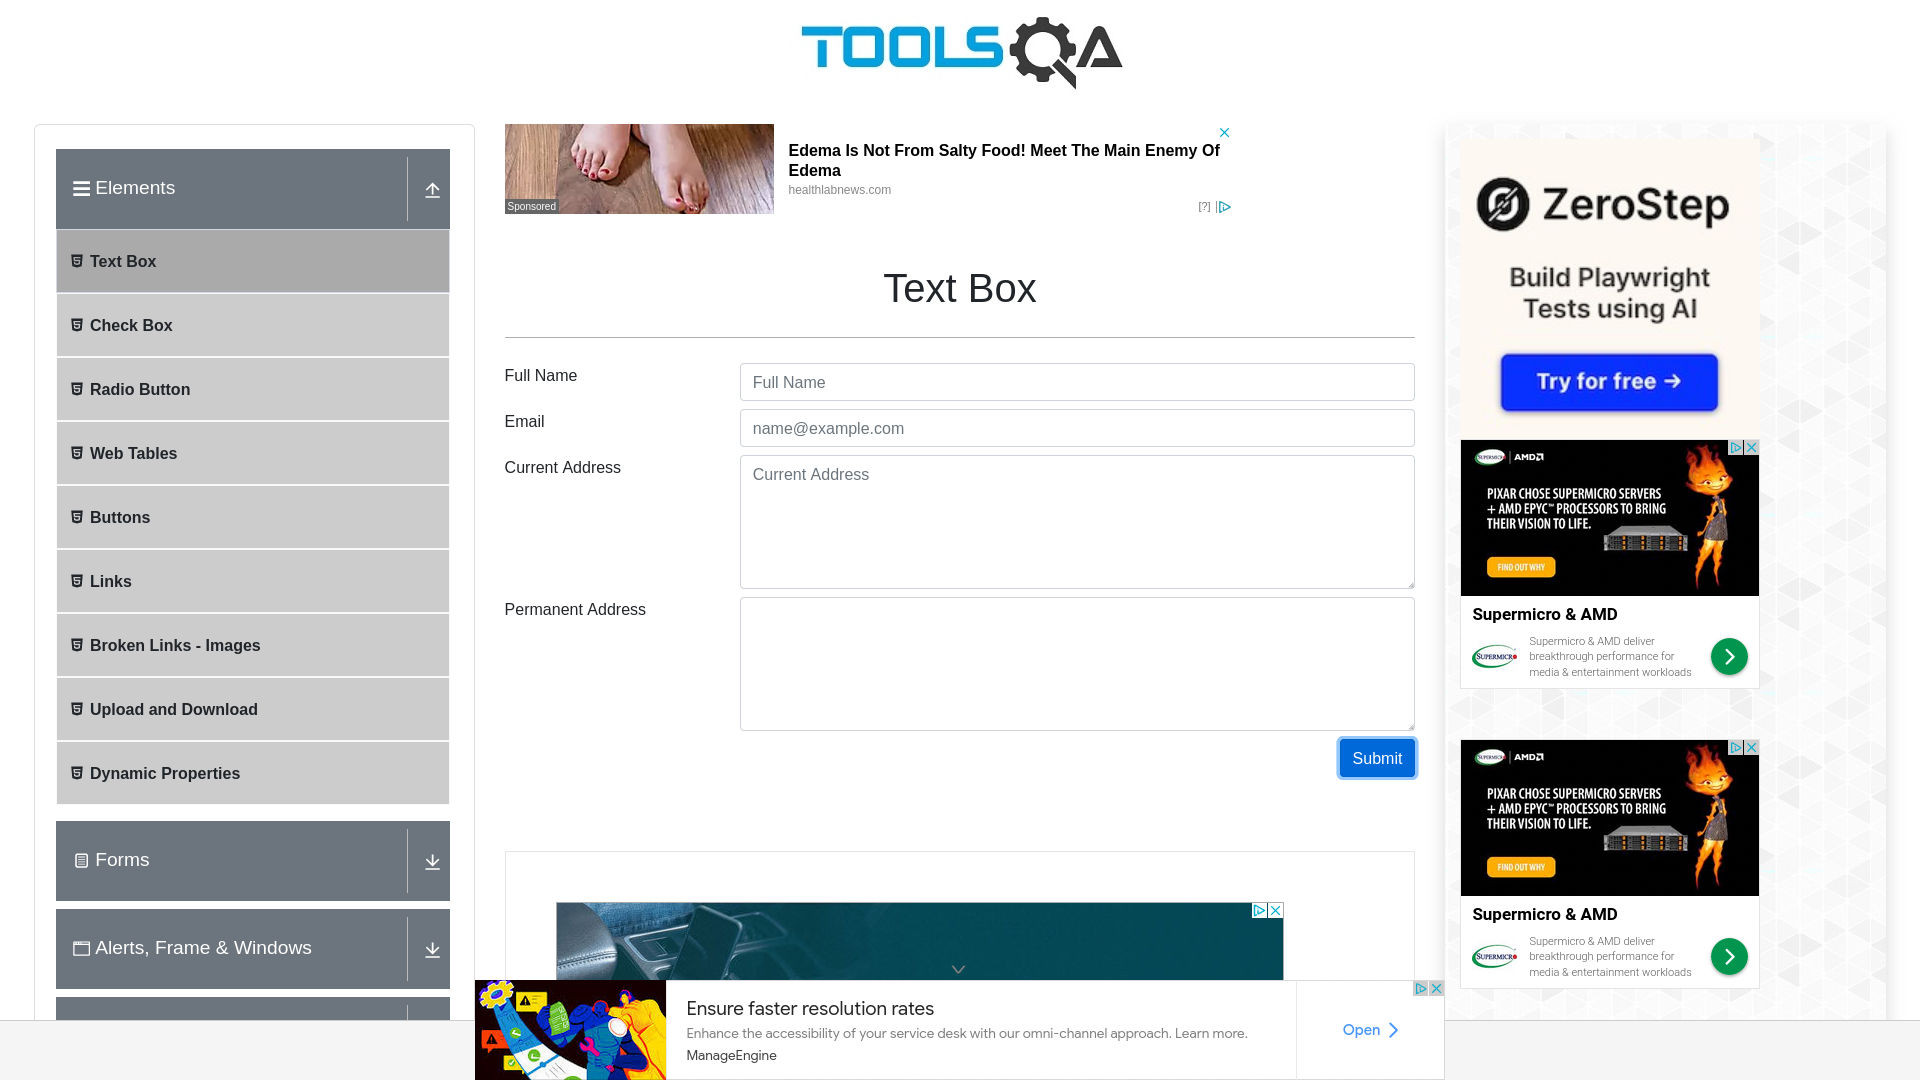 TOOLSQA
Elements
Text Box
Check Box
Radio Button
Web Tables
Buttons
Links
Broken Links - Images
Upload and Download
Dynamic Properties
Forms
Alerts, Frame & Windows
Sponsored
Edema Is Not From Salty Food! Meet The Main Enemy Of
Edema
healthlabnews.com
[?]
Text Box
Full Name
Full Name
Email
name@example.com
Current Address
Current Address
Permanent Address
Submit
Ensure faster resolution rates
Enhance the accessibility of your service desk with our omni-channel approach. Learn more.
ManageEngine
Open
ZeroStep
Build Playwright
Tests using AI
Try for free →
SUPERMICRO | AMD
PIXAR CHOSE SUPERMICRO SERVERS
+ AMD EPYC™ PROCESSORS TO BRING
THEIR VISION TO LIFE.
FIND OUT WHY
Supermicro & AMD
SUPERMICRO
Supermicro & AMD deliver
breakthrough performance for
media & entertainment workloads
SUPERMICRO | AMD
PIXAR CHOSE SUPERMICRO SERVERS
+ AMD EPYC™ PROCESSORS TO BRING
THEIR VISION TO LIFE.
FIND OUT WHY
Supermicro & AMD
SUPERMICRO
Supermicro & AMD deliver
breakthrough performance for
media & entertainment workloads